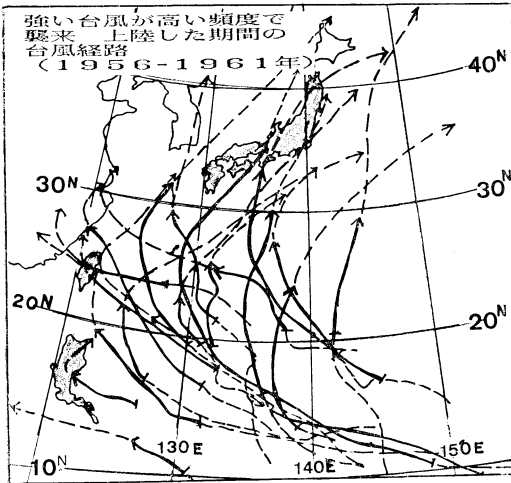 強い台風が高い頻度で
襲来 上陸した期間の
台風経路
(1956-1961年)
40N
30N
30N
20N
20N
130E
140E
150E
10N